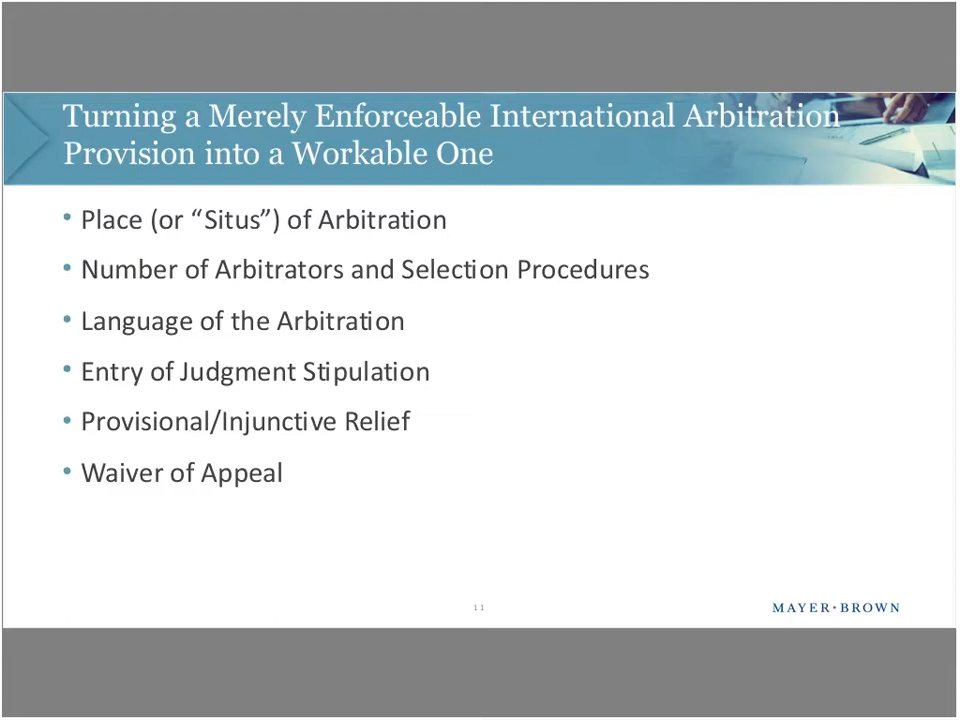 Turning a Merely Enforceable International Arbitration
Provision into a Workable One
• Place (or “Situs”) of Arbitration
• Number of Arbitrators and Selection Procedures
• Language of the Arbitration
• Entry of Judgment Stipulation
• Provisional/Injunctive Relief
• Waiver of Appeal
11
MAYER•BROWN